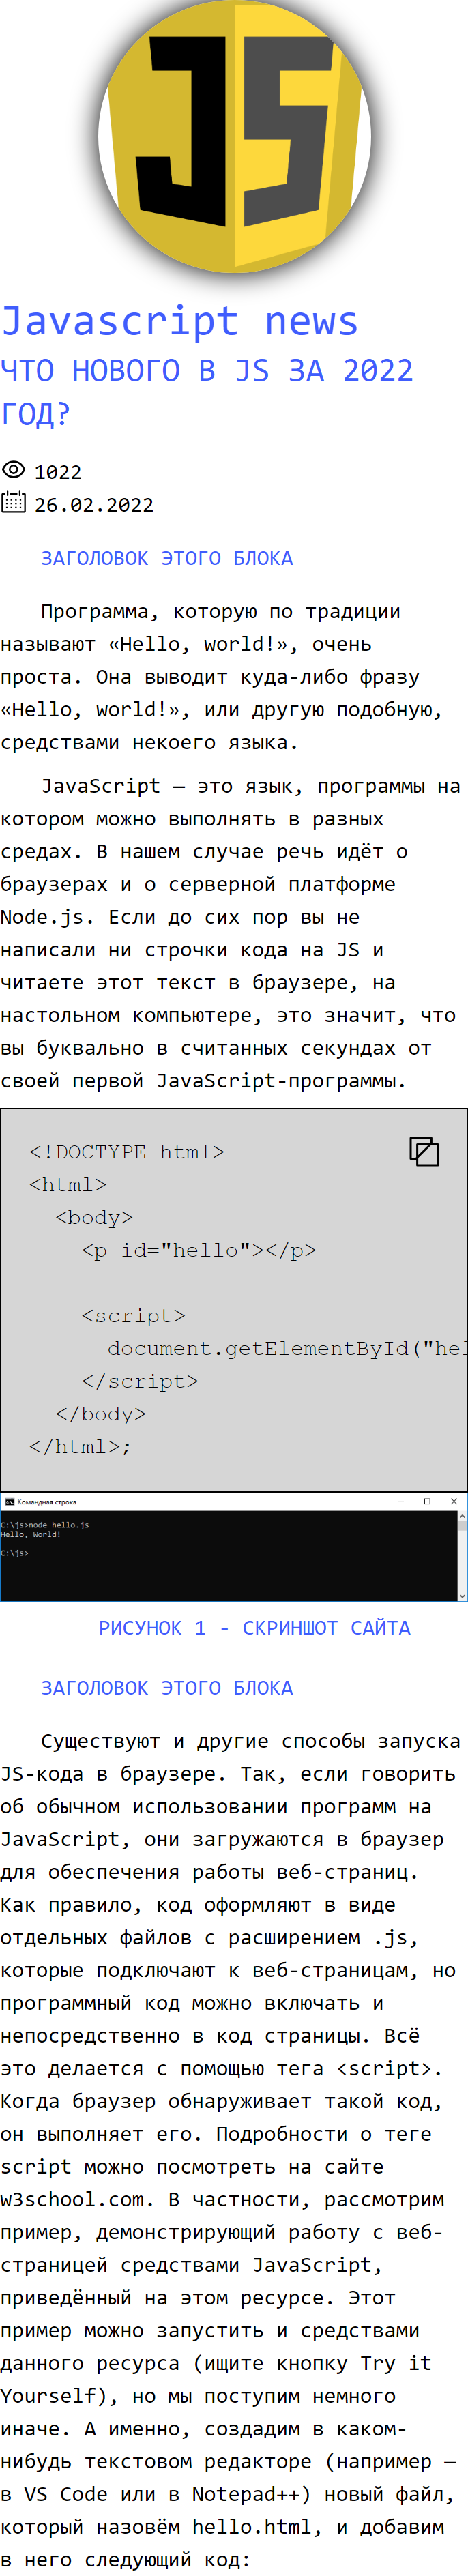 JS
Javascript news
ЧТО НОВОГО В JS ЗА 2022
ГОД?
1022
26.02.2022
ЗАГОЛОВОК ЭТОГО БЛОКА
Программа, которую по традиции
называют «Hello, world!», очень
проста. Она выводит куда-либо фразу
«Hello, world!», или другую подобную,
средствами некоего языка.
JavaScript — это язык, программы на
котором можно выполнять в разных
средах. В нашем случае речь идёт о
браузерах и о серверной платформе
Node.js. Если до сих пор вы не
написали ни строчки кода на JS и
читаете этот текст в браузере, на
настольном компьютере, это значит, что
вы буквально в считанных секундах от
своей первой JavaScript-программы.
<!DOCTYPE html>
<html>
<body>
<p id="hello"></p>
<script>
document.getElementById("hel
</script>
</body>
</html>;
Командная строка
C:\js>node hello.js
Hello, World!
C:\js>
РИСУНОК 1 - СКРИНШОТ САЙТА
ЗАГОЛОВОК ЭТОГО БЛОКА
Существуют и другие способы запуска
JS-кода в браузере. Так, если говорить
об обычном использовании программ на
JavaScript, они загружаются в браузер
для обеспечения работы веб-страниц.
Как правило, код оформляют в виде
отдельных файлов с расширением .js,
которые подключают к веб-страницам, но
программный код можно включать и
непосредственно в код страницы. Всё
это делается с помощью тега <script>.
Когда браузер обнаруживает такой код,
он выполняет его. Подробности о теге
script можно посмотреть на сайте
w3school.com. В частности, рассмотрим
пример, демонстрирующий работу с веб-
страницей средствами JavaScript,
приведённый на этом ресурсе. Этот
пример можно запустить и средствами
данного ресурса (ищите кнопку Try it
Yourself), но мы поступим немного
иначе. А именно, создадим в каком-
нибудь текстовом редакторе (например —
в VS Code или в Notepad++) новый файл,
который назовём hello.html, и добавим
в него следующий код: